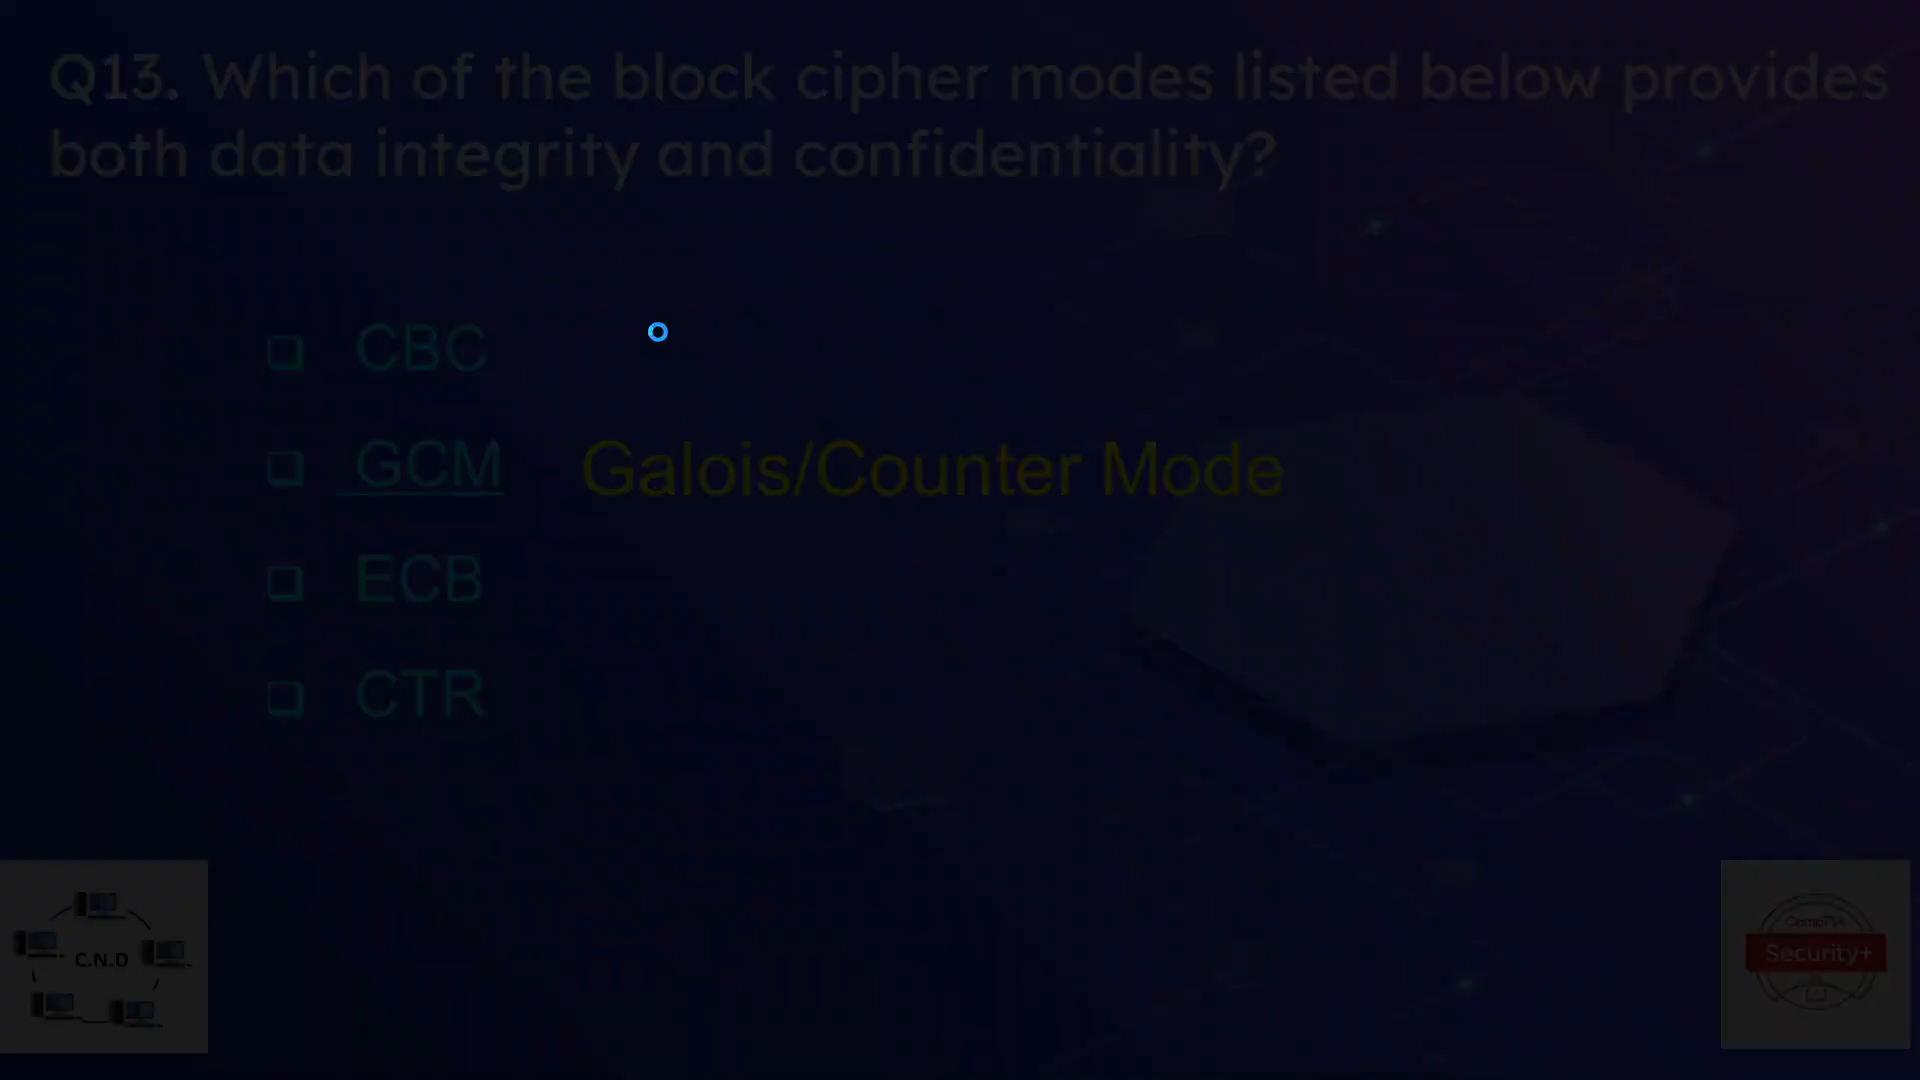 Q13. Which of the block cipher modes listed below provides
both data integrity and confidentiality?
CBC
GCM Galois/Counter Mode
ECB
CTR
C.N.D
CompTIA
Security+